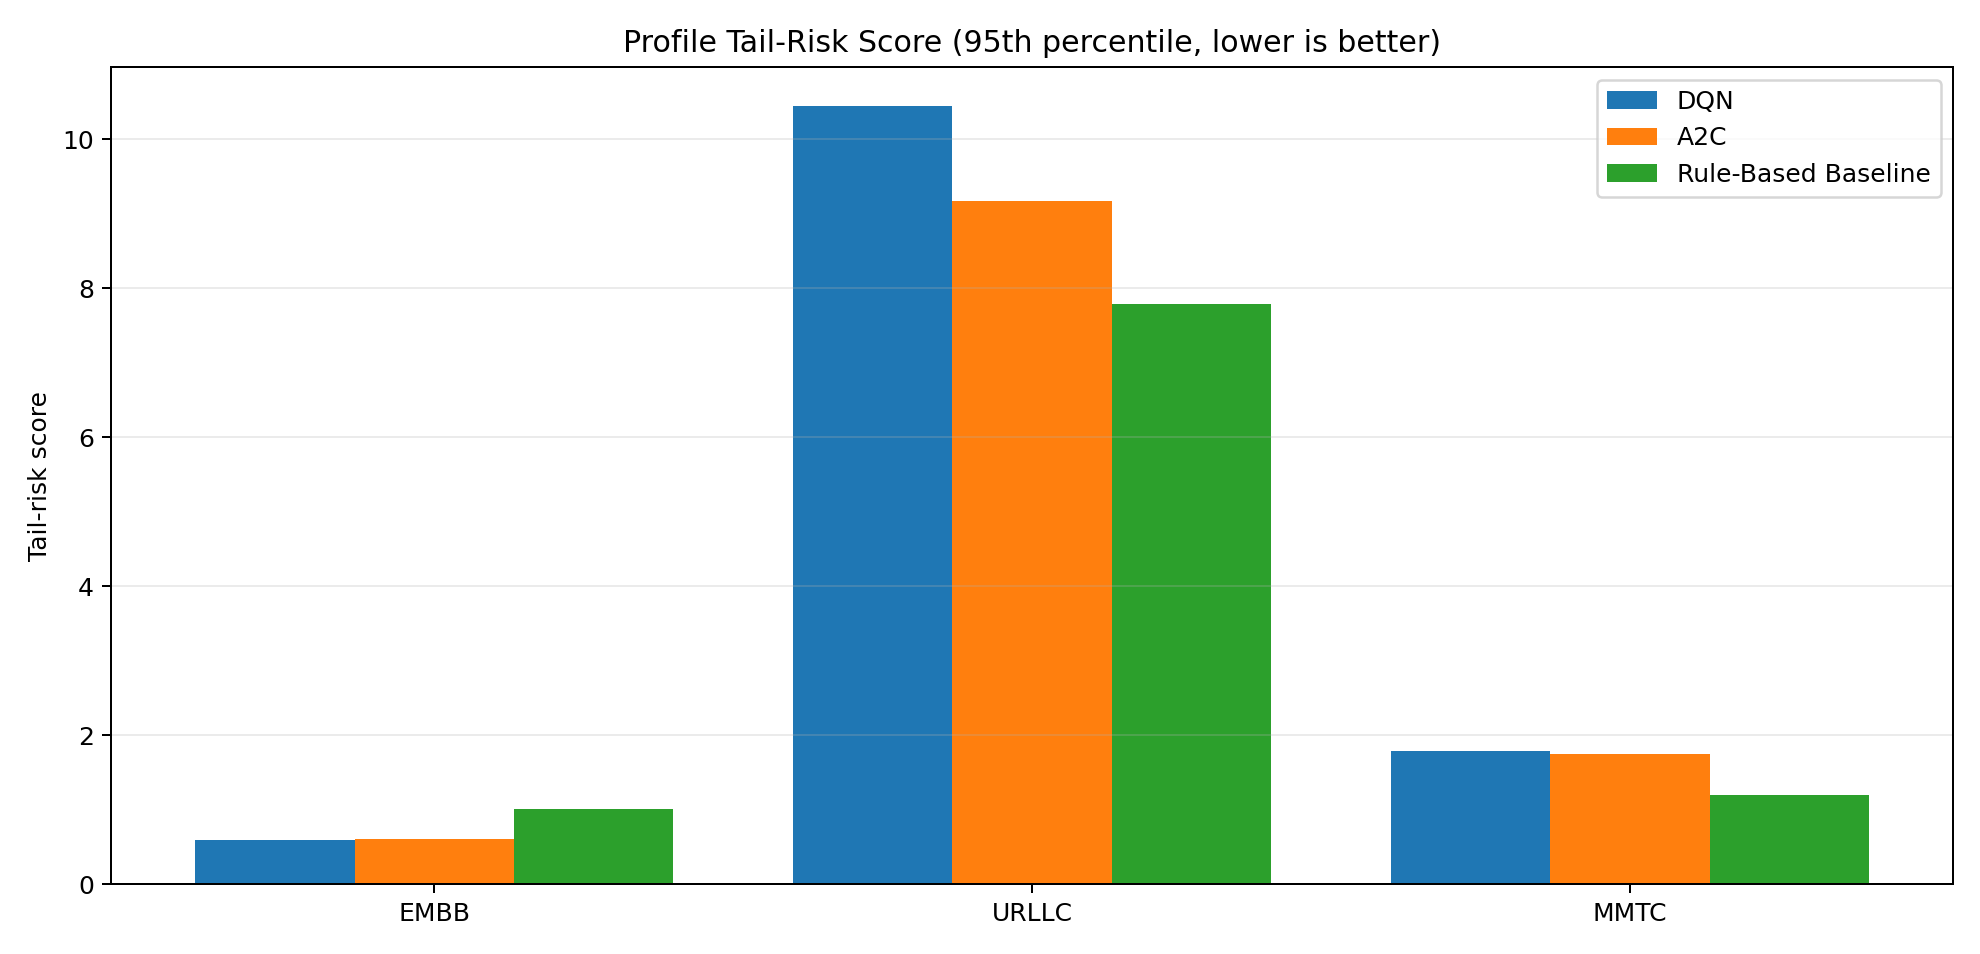 Profile Tail-Risk Score (95th percentile, lower is better)
DQN
A2C
Rule-Based Baseline
Tail-risk score
10
8
6
4
2
0
EMBB
URLLC
MMTC